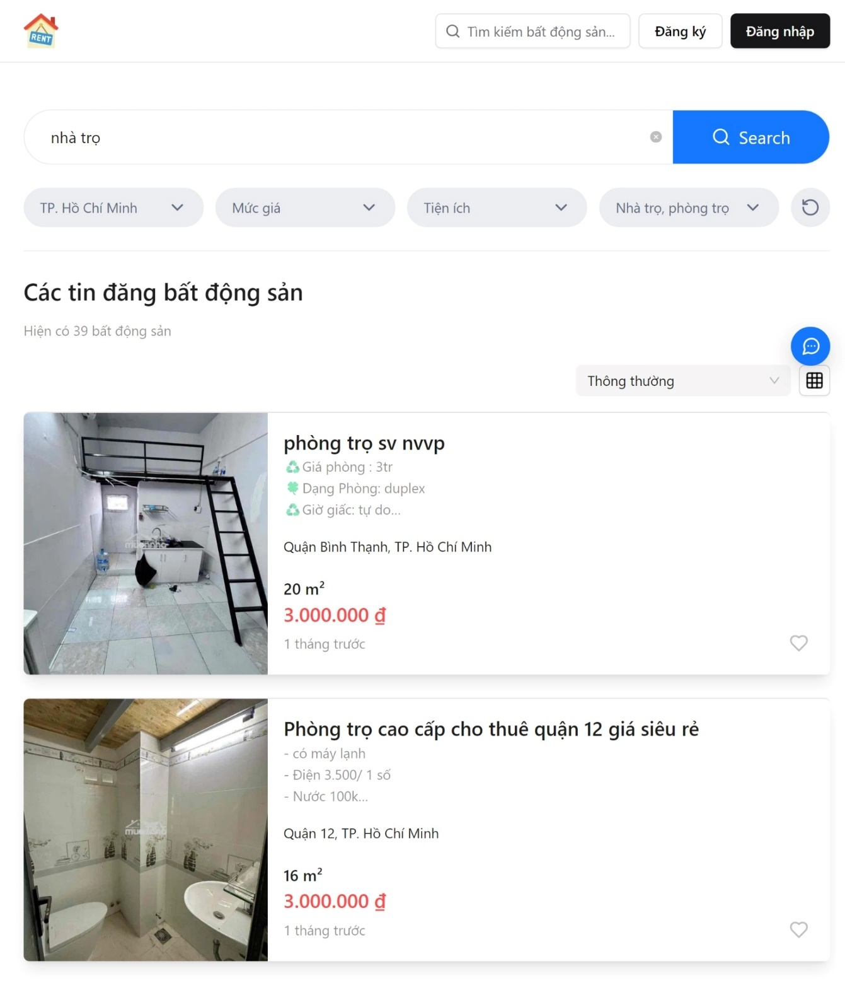 RENT
Tìm kiếm bất động sản...
Đăng ký
Đăng nhập
nhà trọ
Search
TP. Hồ Chí Minh
Mức giá
Tiện ích
Nhà trọ, phòng trọ
Các tin đăng bất động sản
Hiện có 39 bất động sản
Thông thường
phòng trọ sv nvvp
♻️Giá phòng : 3tr
🍀Dạng Phòng: duplex
♻️Giờ giấc: tự do...
Quận Bình Thạnh, TP. Hồ Chí Minh
20 m²
3.000.000 ₫
1 tháng trước
Phòng trọ cao cấp cho thuê quận 12 giá siêu rẻ
- có máy lạnh
- Điện 3.500/ 1 số
- Nước 100k...
Quận 12, TP. Hồ Chí Minh
16 m²
3.000.000 ₫
1 tháng trước